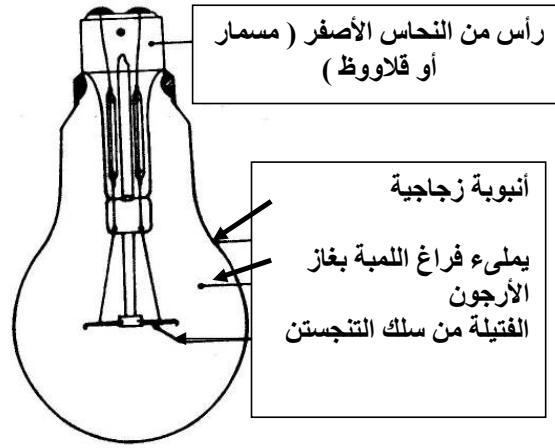 رأس من النحاس الأصفر ( مسمار
أو قلاووظ )
أنبوبة زجاجية
يملىء فراغ اللمبة بغاز
الأرجون
الفتيلة من سلك التنجستن